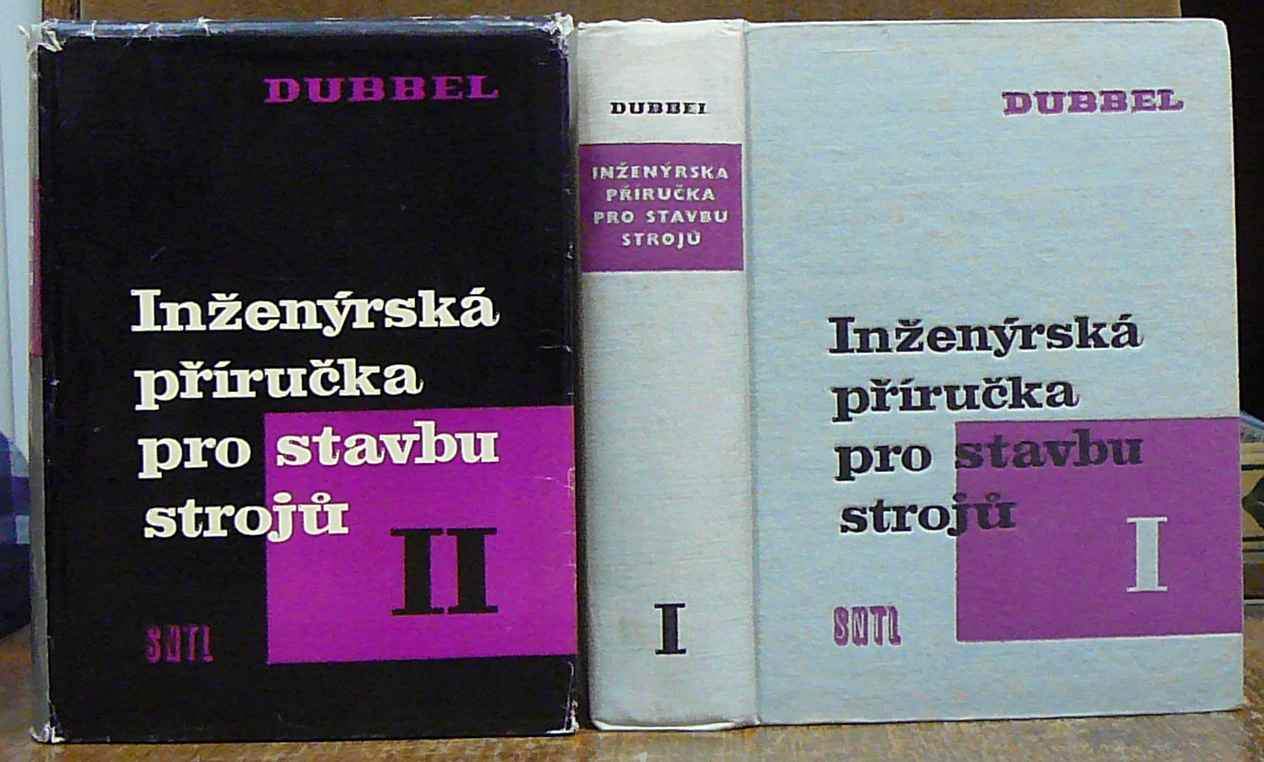 DUBBEL
Inženýrská
příručka
pro stavbu
strojů
II
SNTL
DUBBEL
INŽENÝRSKA
PŘÍRUČKA
PRO STAVBU
STROJŮ
I
DUBBEL
Inženýrská
příručka
pro stavbu
strojů
I
SNTL